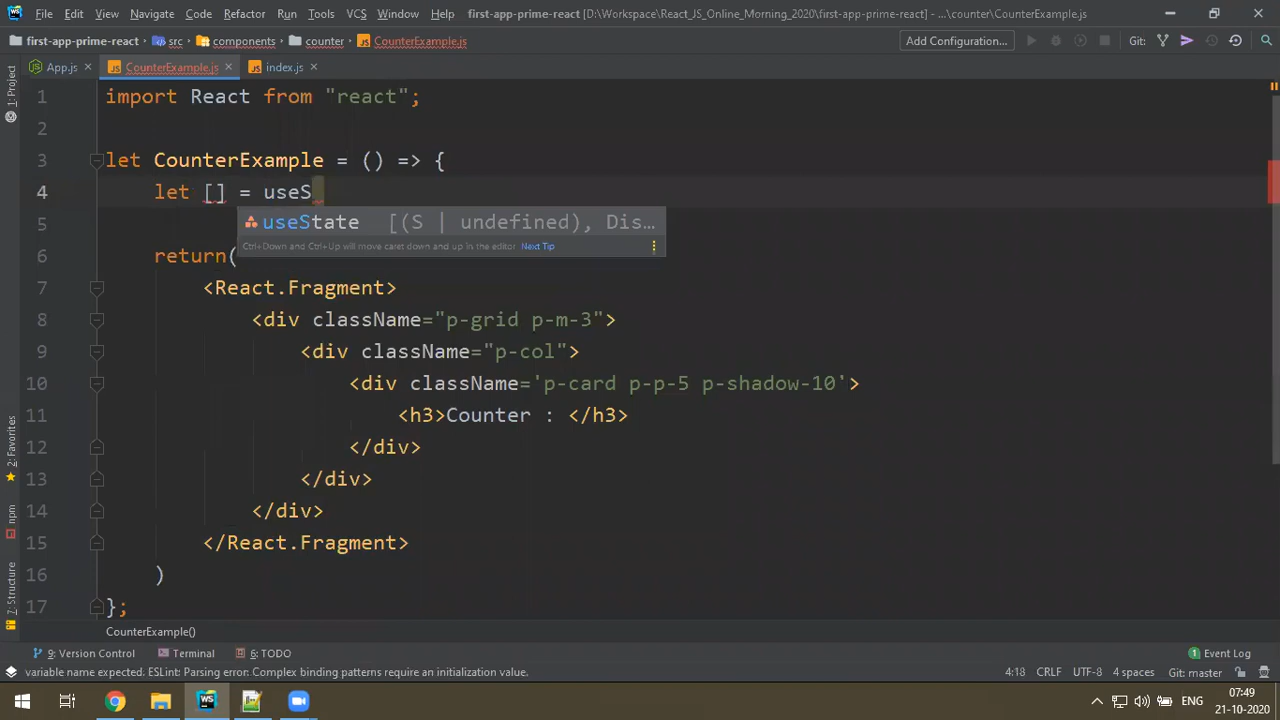 File Edit View Navigate Code Refactor Run Tools VCS Window Help first-app-prime-react [D:\Workspace\React_JS_Online_Morning_2020\first-app-prime-react] - ...\counter\CounterExample.js
first-app-prime-react src components counter CounterExample.js Add Configuration... Git:
App.js CounterExample.js index.js
1: Project
1 import React from "react";
2
3 let CounterExample = () => {
4 let [] = useS
useState [(S | undefined), Dis...
Ctrl+Down and Ctrl+Up will move caret down and up in the editor Next Tip
5
6 return(
7 <React.Fragment>
8 <div className="p-grid p-m-3">
9 <div className="p-col">
10 <div className='p-card p-p-5 p-shadow-10'>
11 <h3>Counter : </h3>
12 </div>
13 </div>
14 </div>
15 </React.Fragment>
16 )
17 };
2: Favorites
npm
7: Structure
CounterExample()
9: Version Control Terminal 6: TODO 1 Event Log
variable name expected. ESLint: Parsing error: Complex binding patterns require an initialization value. 4:18 CRLF UTF-8 4 spaces Git: master
WS ENG 07:49
21-10-2020